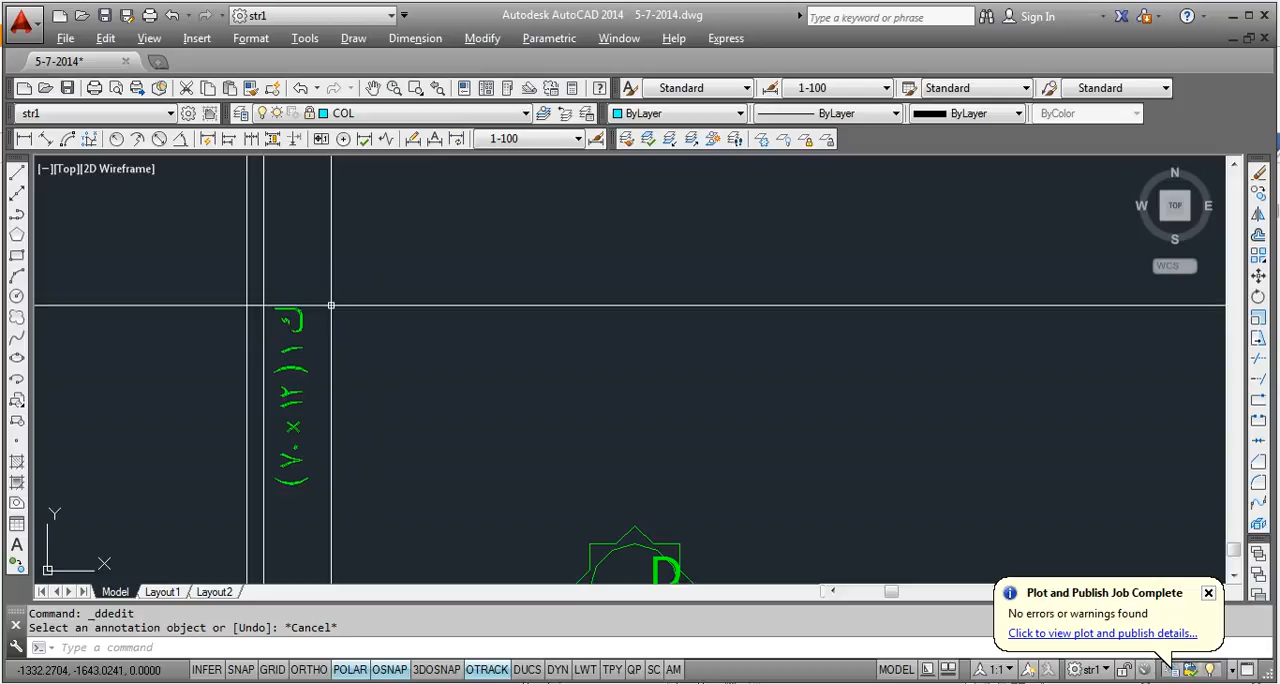 str1
Autodesk AutoCAD 2014 5-7-2014.dwg
Type a keyword or phrase
Sign In
File Edit View Insert Format Tools Draw Dimension Modify Parametric Window Help Express
5-7-2014*
Standard 1-100 Standard Standard
str1 COL ByLayer ByLayer ByLayer ByColor
1-100
[−][Top][2D Wireframe]
N
W TOP E
S
WCS
D
Y
X
Model Layout1 Layout2
Plot and Publish Job Complete
No errors or warnings found
Click to view plot and publish details...
Command: _ddedit
Select an annotation object or [Undo]: *Cancel*
Type a command
-1332.2704, -1643.0241, 0.0000 INFER SNAP GRID ORTHO POLAR OSNAP 3DOSNAP OTRACK DUCS DYN LWT TPY QP SC AM MODEL 1:1 str1